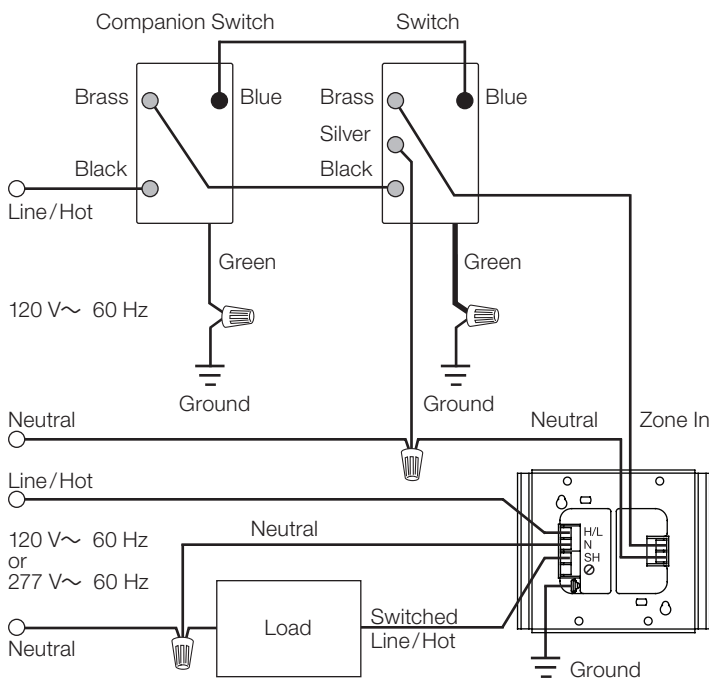 Companion Switch
Switch
Brass
Blue
Brass
Blue
Silver
Black
Black
Line/Hot
Green
Green
120 V~ 60 Hz
Ground
Ground
Neutral
Neutral
Zone In
Line/Hot
H/L
N
SH
Neutral
120 V~ 60 Hz
or
277 V~ 60 Hz
Load
Switched
Line/Hot
Neutral
Ground